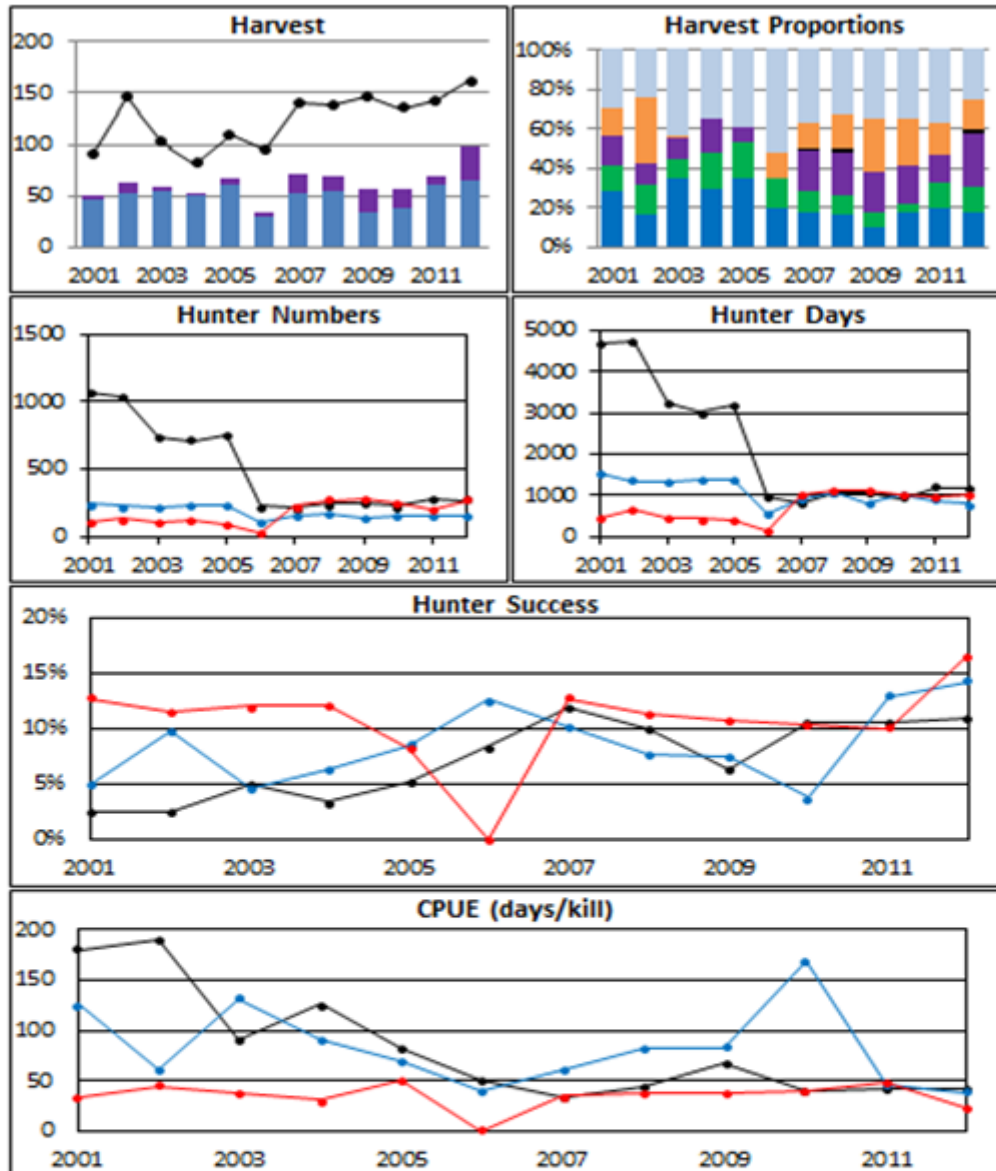 Harvest
200
150
100
50
0
2001 2003 2005 2007 2009 2011
Harvest Proportions
100%
80%
60%
40%
20%
0%
2001 2003 2005 2007 2009 2011
Hunter Numbers
1500
1000
500
0
2001 2003 2005 2007 2009 2011
Hunter Days
5000
4000
3000
2000
1000
0
2001 2003 2005 2007 2009 2011
Hunter Success
20%
15%
10%
5%
0%
2001 2003 2005 2007 2009 2011
CPUE (days/kill)
200
150
100
50
0
2001 2003 2005 2007 2009 2011